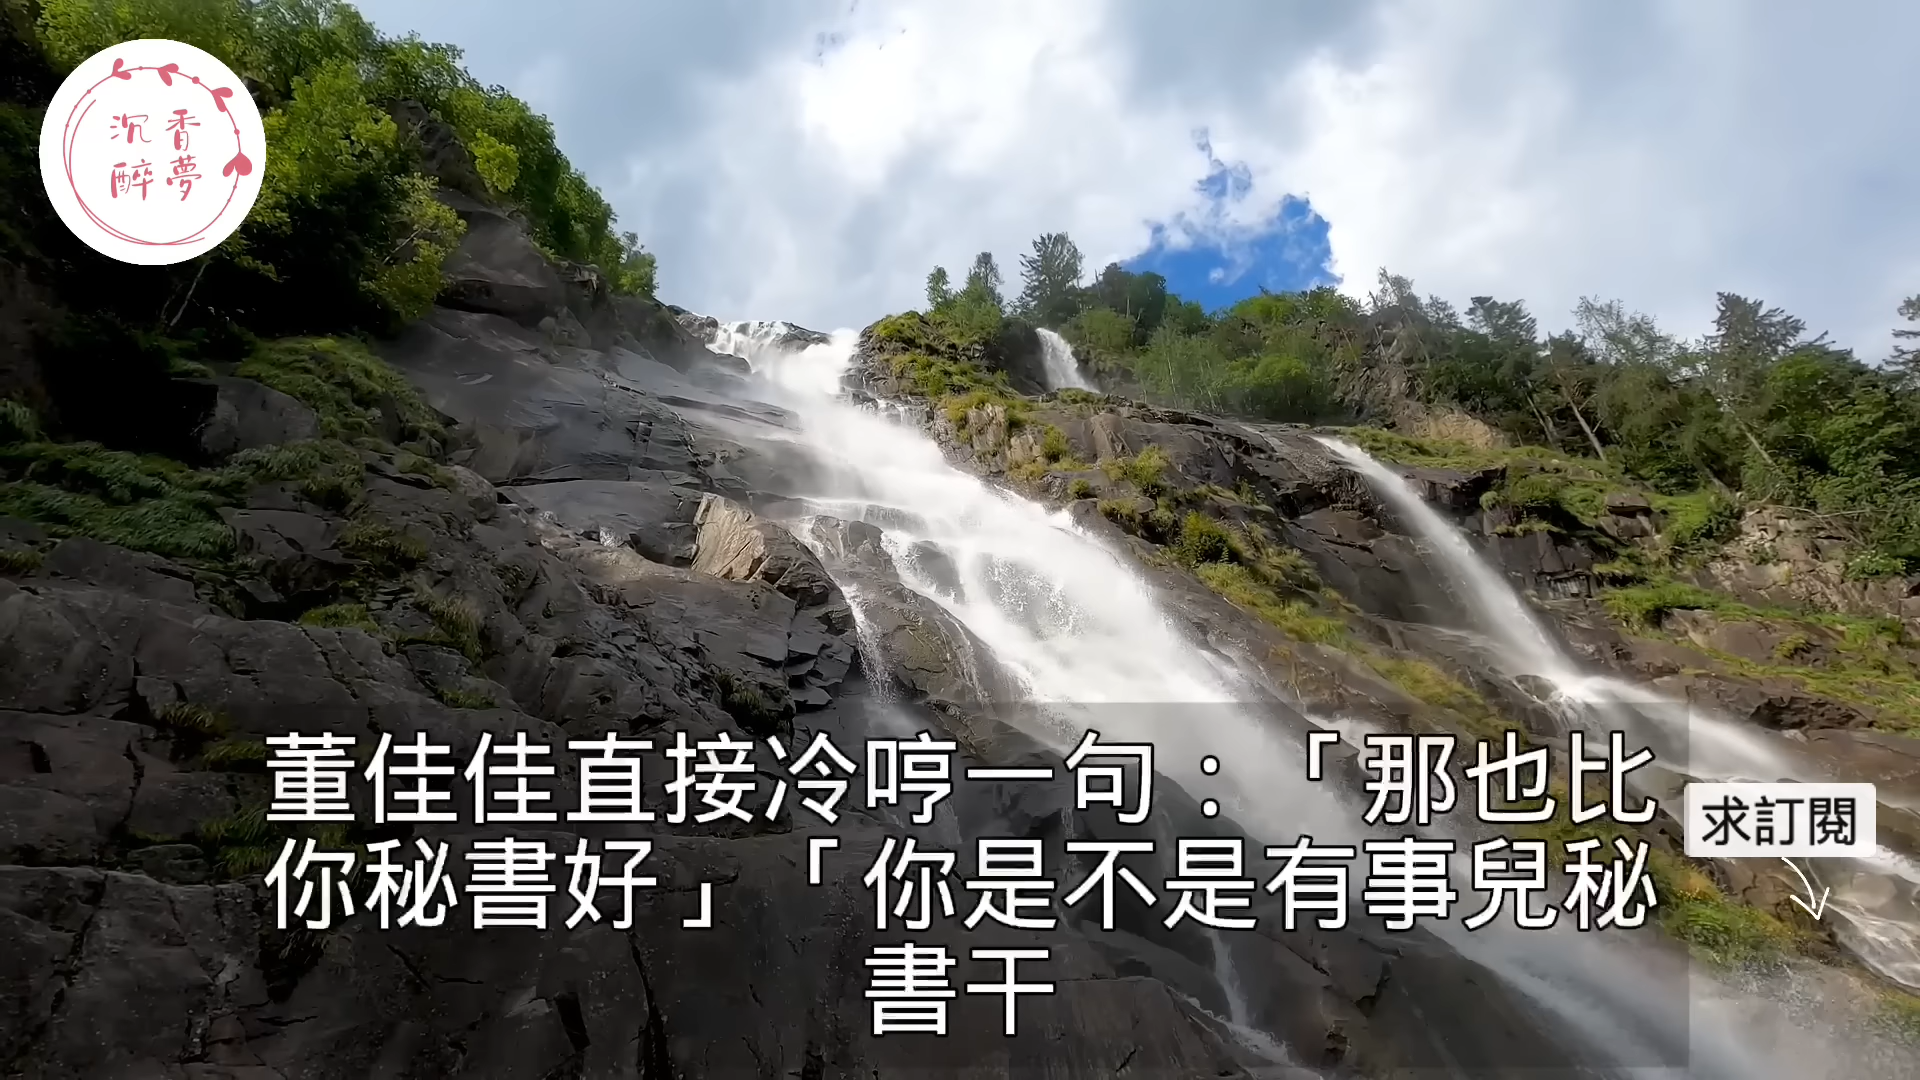 沉香
醉夢
董佳佳直接冷哼一句：「那也比
你秘書好」「你是不是有事兒秘
書干
求訂閱